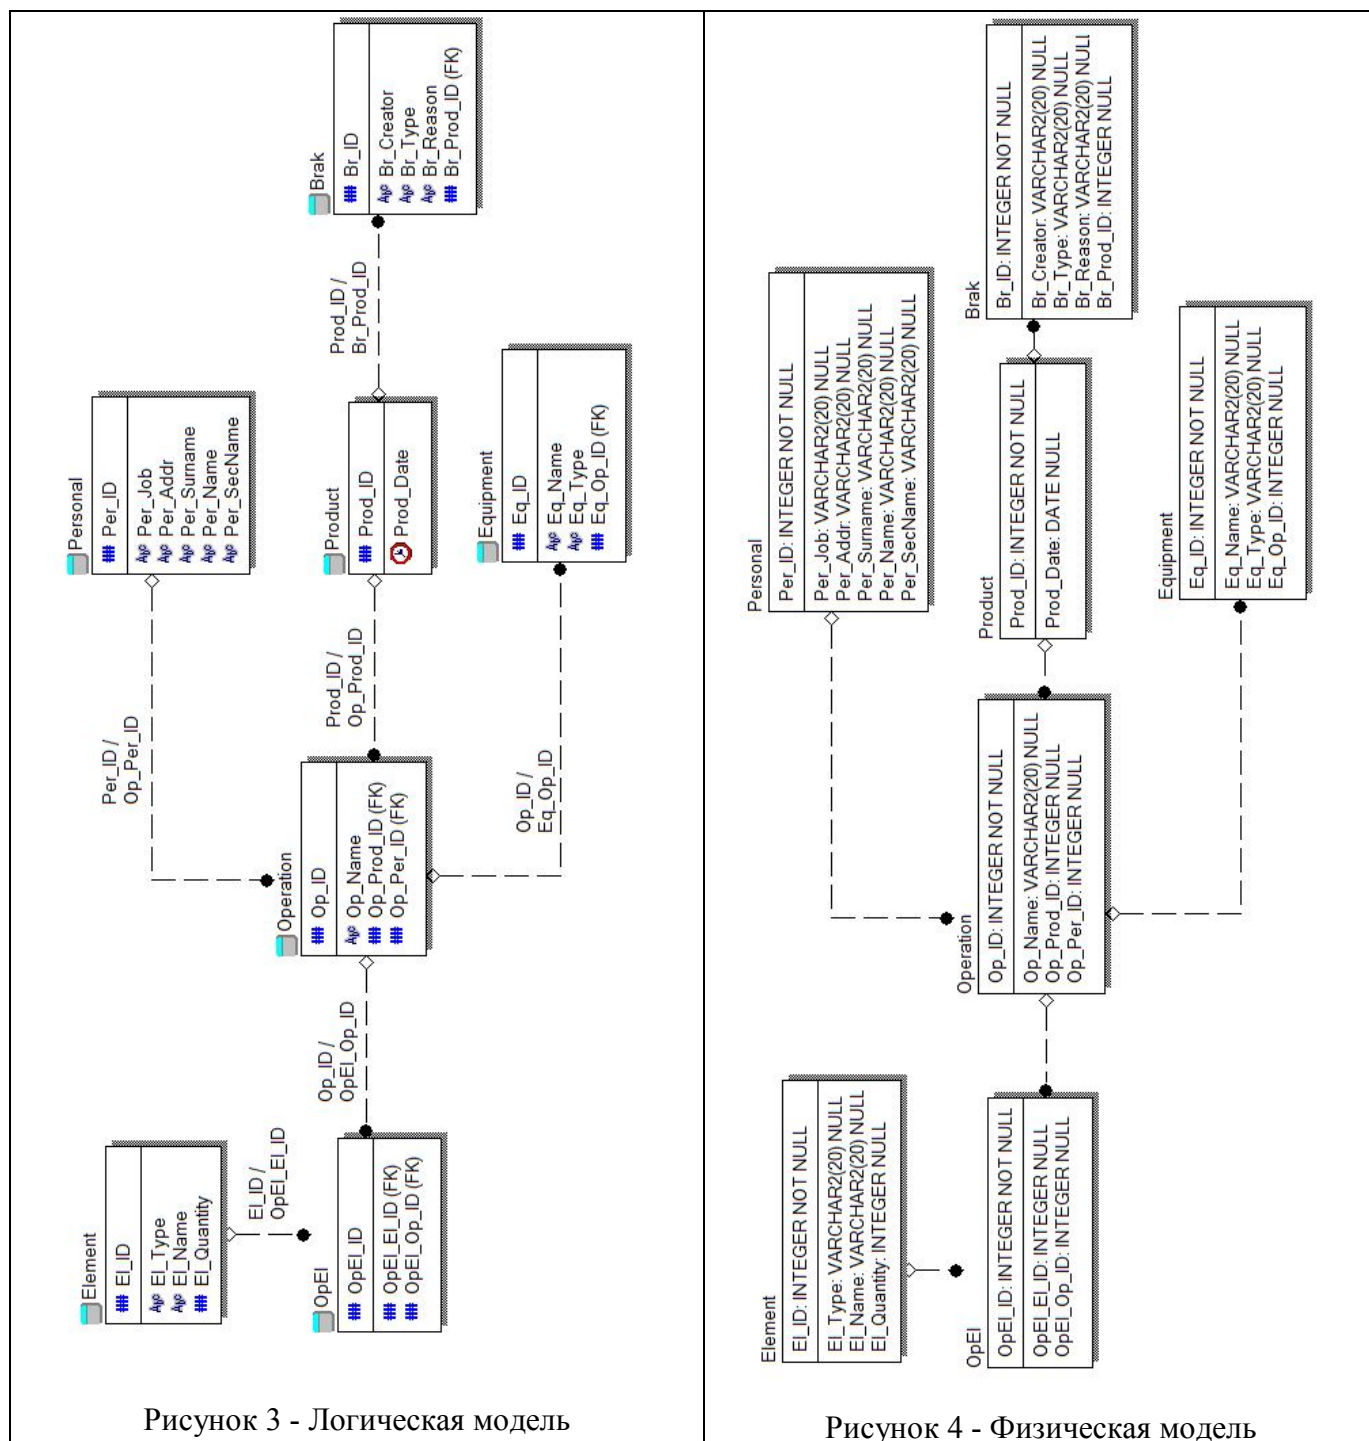 Brak
Br_ID
Br_Creator
Br_Type
Br_Reason
Br_Prod_ID (FK)
Prod_ID /
Br_Prod_ID
Personal
Per_ID
Per_Job
Per_Addr
Per_Surname
Per_Name
Per_SecName
Product
Prod_ID
Prod_Date
Equipment
Eq_ID
Eq_Name
Eq_Type
Eq_Op_ID (FK)
Per_ID /
Op_Per_ID
Prod_ID /
Op_Prod_ID
Op_ID /
Eq_Op_ID
Operation
Op_ID
Op_Name
Op_Prod_ID (FK)
Op_Per_ID (FK)
Op_ID /
OpEl_Op_ID
Element
El_ID
El_Type
El_Name
El_Quantity
El_ID /
OpEl_El_ID
OpEl
OpEl_ID
OpEl_El_ID (FK)
OpEl_Op_ID (FK)
Рисунок 3 - Логическая модель
Brak
Br_ID: INTEGER NOT NULL
Br_Creator: VARCHAR2(20) NULL
Br_Type: VARCHAR2(20) NULL
Br_Reason: VARCHAR2(20) NULL
Br_Prod_ID: INTEGER NULL
Personal
Per_ID: INTEGER NOT NULL
Per_Job: VARCHAR2(20) NULL
Per_Addr: VARCHAR2(20) NULL
Per_Surname: VARCHAR2(20) NULL
Per_Name: VARCHAR2(20) NULL
Per_SecName: VARCHAR2(20) NULL
Product
Prod_ID: INTEGER NOT NULL
Prod_Date: DATE NULL
Equipment
Eq_ID: INTEGER NOT NULL
Eq_Name: VARCHAR2(20) NULL
Eq_Type: VARCHAR2(20) NULL
Eq_Op_ID: INTEGER NULL
Operation
Op_ID: INTEGER NOT NULL
Op_Name: VARCHAR2(20) NULL
Op_Prod_ID: INTEGER NULL
Op_Per_ID: INTEGER NULL
Element
El_ID: INTEGER NOT NULL
El_Type: VARCHAR2(20) NULL
El_Name: VARCHAR2(20) NULL
El_Quantity: INTEGER NULL
OpEl
OpEl_ID: INTEGER NOT NULL
OpEl_El_ID: INTEGER NULL
OpEl_Op_ID: INTEGER NULL
Рисунок 4 - Физическая модель